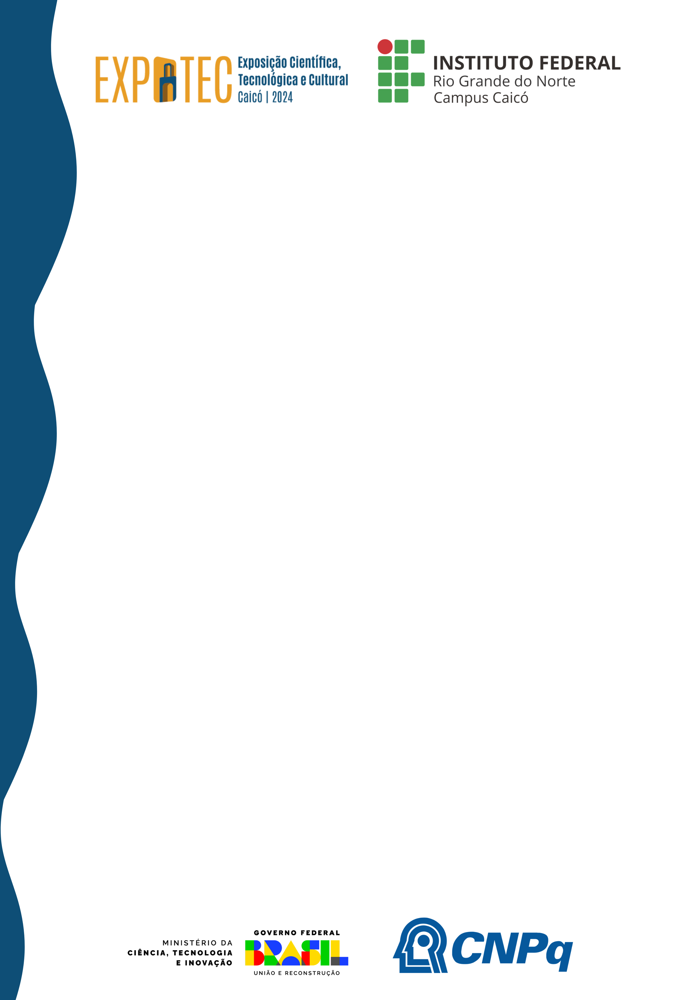 EXPOTEC
Exposição Científica,
Tecnológica e Cultural
Caicó | 2024
INSTITUTO FEDERAL
Rio Grande do Norte
Campus Caicó
MINISTÉRIO DA
CIÊNCIA, TECNOLOGIA
E INOVAÇÃO
GOVERNO FEDERAL
BRASIL
UNIÃO E RECONSTRUÇÃO
CNPq